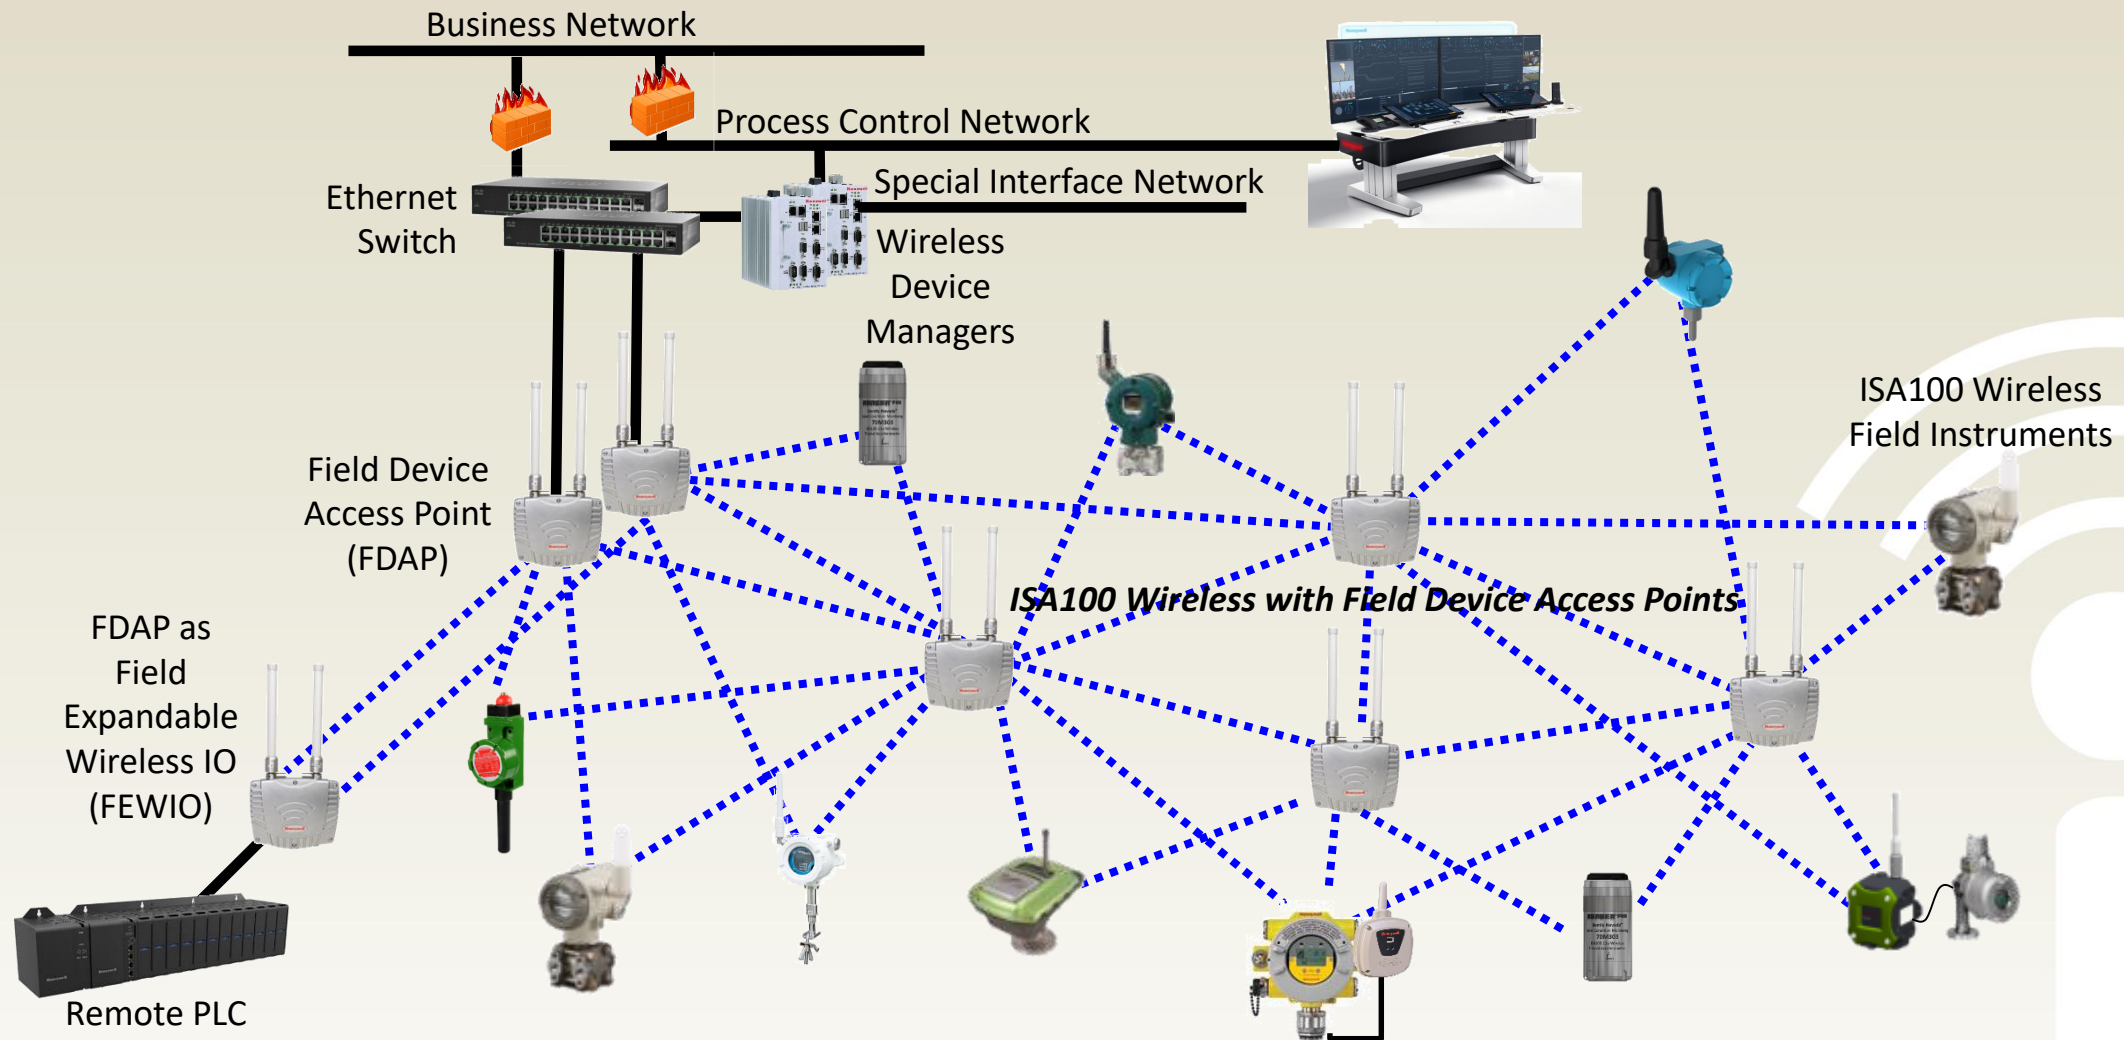 Business Network
Process Control Network
Special Interface Network
Ethernet
Switch
Wireless
Device
Managers
ISA100 Wireless
Field Instruments
Field Device
Access Point
(FDAP)
ISA100 Wireless with Field Device Access Points
FDAP as
Field
Expandable
Wireless IO
(FEWIO)
Remote PLC